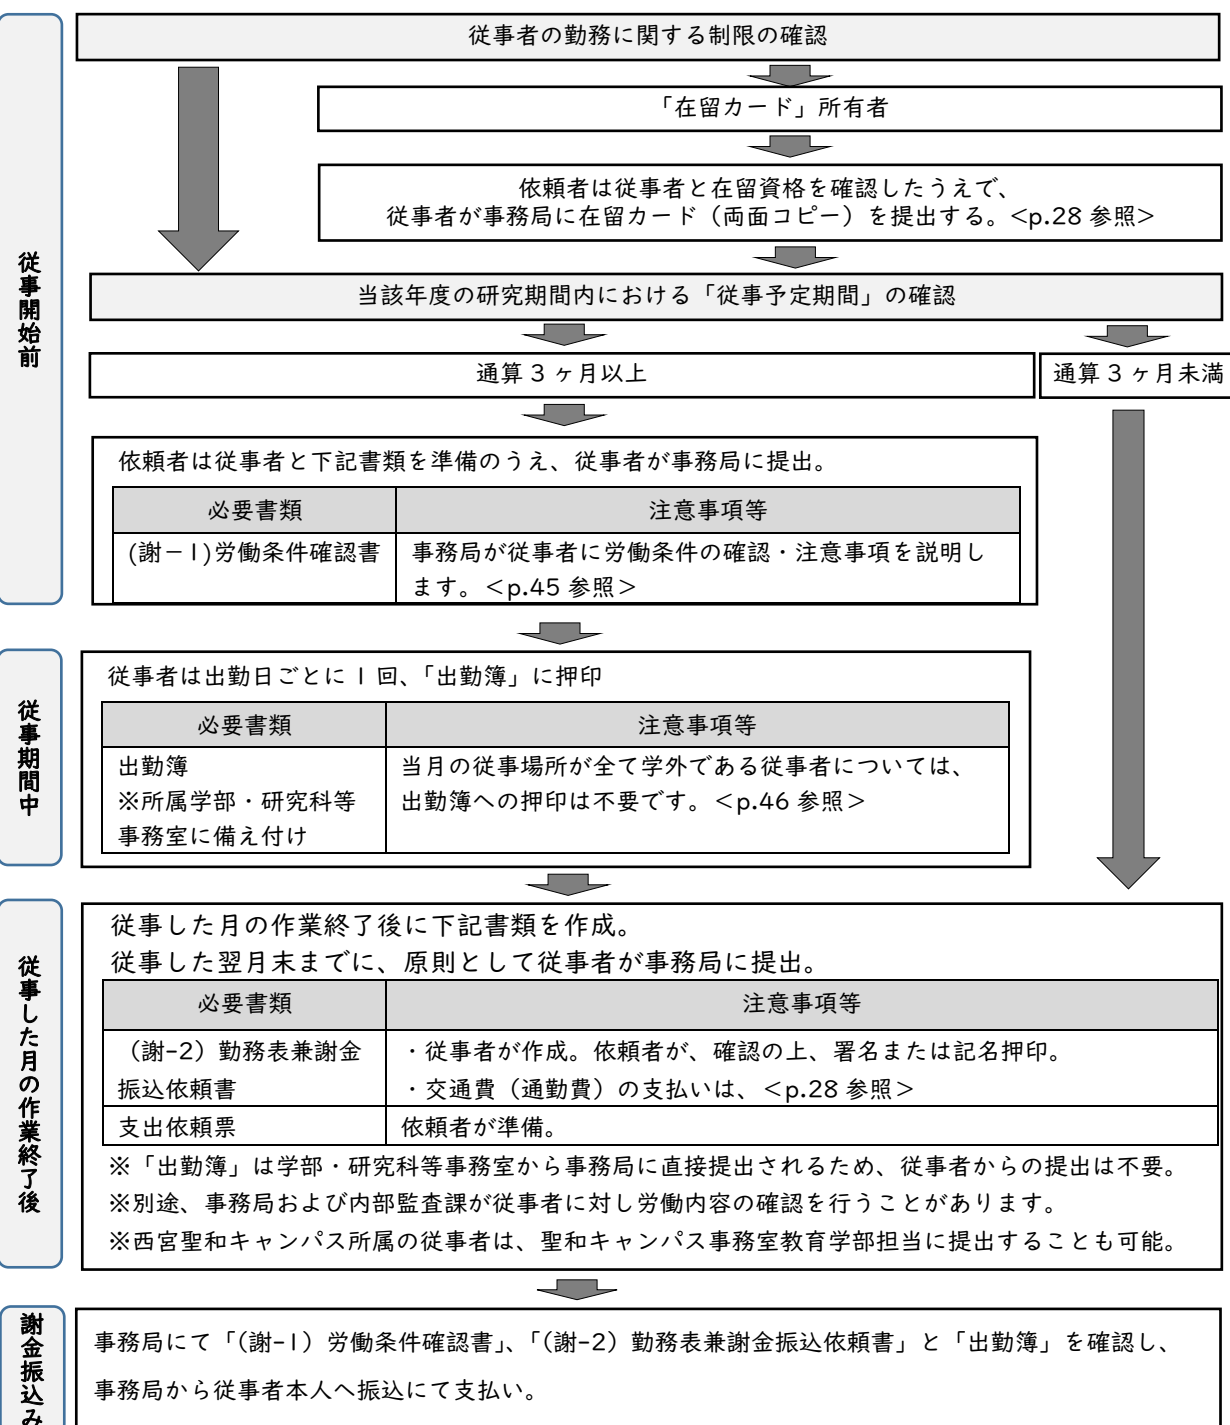 従事開始前
従事者の勤務に関する制限の確認
「在留カード」所有者
依頼者は従事者と在留資格を確認したうえで、
従事者が事務局に在留カード（両面コピー）を提出する。<p.28 参照>
当該年度の研究期間内における「従事予定期間」の確認
通算3ヶ月以上
通算3ヶ月未満
依頼者は従事者と下記書類を準備のうえ、従事者が事務局に提出。
必要書類 注意事項等
(謝－1)労働条件確認書 事務局が従事者に労働条件の確認・注意事項を説明し
ます。＜p.45 参照＞
従事期間中
従事者は出勤日ごとに1回、「出勤簿」に押印
必要書類 注意事項等
出勤簿 当月の従事場所が全て学外である従事者については、
※所属学部・研究科等 出勤簿への押印は不要です。＜p.46 参照＞
事務室に備え付け
従事した月の作業終了後
従事した月の作業終了後に下記書類を作成。
従事した翌月末までに、原則として従事者が事務局に提出。
必要書類 注意事項等
（謝-2）勤務表兼謝金 ・従事者が作成。依頼者が、確認の上、署名または記名押印。
振込依頼書 ・交通費（通勤費）の支払いは、＜p.28 参照＞
支出依頼票 依頼者が準備。
※「出勤簿」は学部・研究科等事務室から事務局に直接提出されるため、従事者からの提出は不要。
※別途、事務局および内部監査課が従事者に対し労働内容の確認を行うことがあります。
※西宮聖和キャンパス所属の従事者は、聖和キャンパス事務室教育学部担当に提出することも可能。
謝金振込み
事務局にて「(謝-1）労働条件確認書」、「(謝-2）勤務表兼謝金振込依頼書」と「出勤簿」を確認し、
事務局から従事者本人へ振込にて支払い。